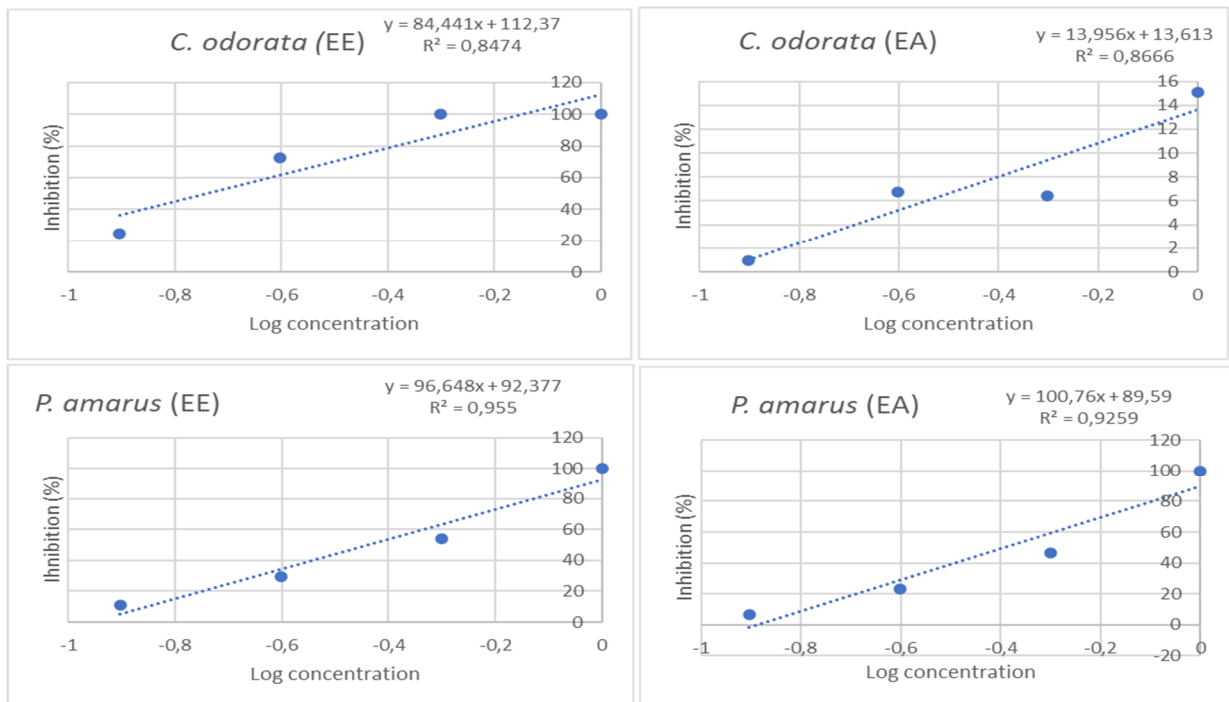 C. odorata (EE)
y = 84,441x + 112,37
R² = 0,8474
Inhibition (%)
120
100
80
60
40
20
0
-1 -0,8 -0,6 -0,4 -0,2 0
Log concentration
C. odorata (EA)
y = 13,956x + 13,613
R² = 0,8666
Inhibition (%)
16
14
12
10
8
6
4
2
0
-1 -0,8 -0,6 -0,4 -0,2 0
Log concentration
P. amarus (EE)
y = 96,648x + 92,377
R² = 0,955
Ihnibition (%)
120
100
80
60
40
20
0
-1 -0,8 -0,6 -0,4 -0,2 0
Log concentration
P. amarus (EA)
y = 100,76x + 89,59
R² = 0,9259
Inhibition (%)
120
100
80
60
40
20
0
-20
-1 -0,8 -0,6 -0,4 -0,2 0
Log concentration